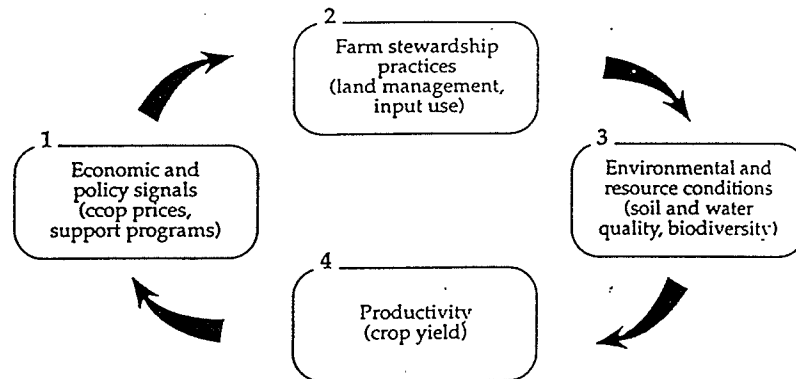 2
Farm stewardship
practices
(land management,
input use)
1
Economic and
policy signals
(ccop prices,
support programs)
3
Environmental and
resource conditions
(soil and water
quality, biodiversity)
4
Productivity
(crop yield)